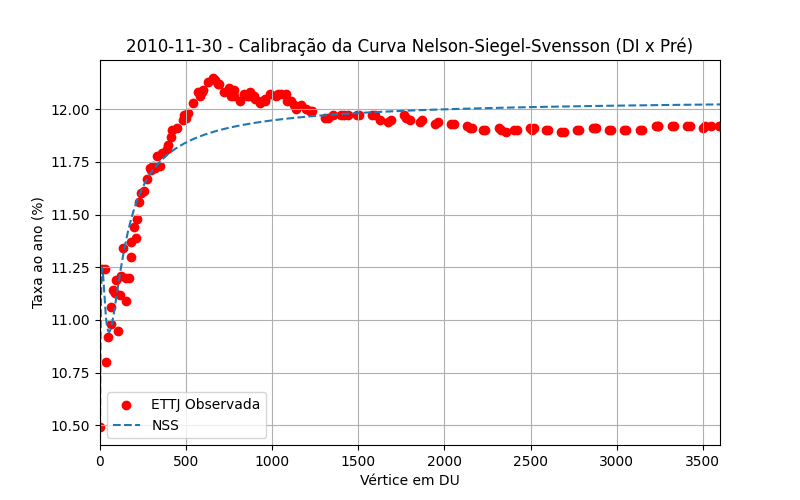 2010-11-30 - Calibração da Curva Nelson-Siegel-Svensson (DI x Pré)
Taxa ao ano (%)
12.00
11.75
11.50
11.25
11.00
10.75
10.50
ETTJ Observada
NSS
0 500 1000 1500 2000 2500 3000 3500
Vértice em DU